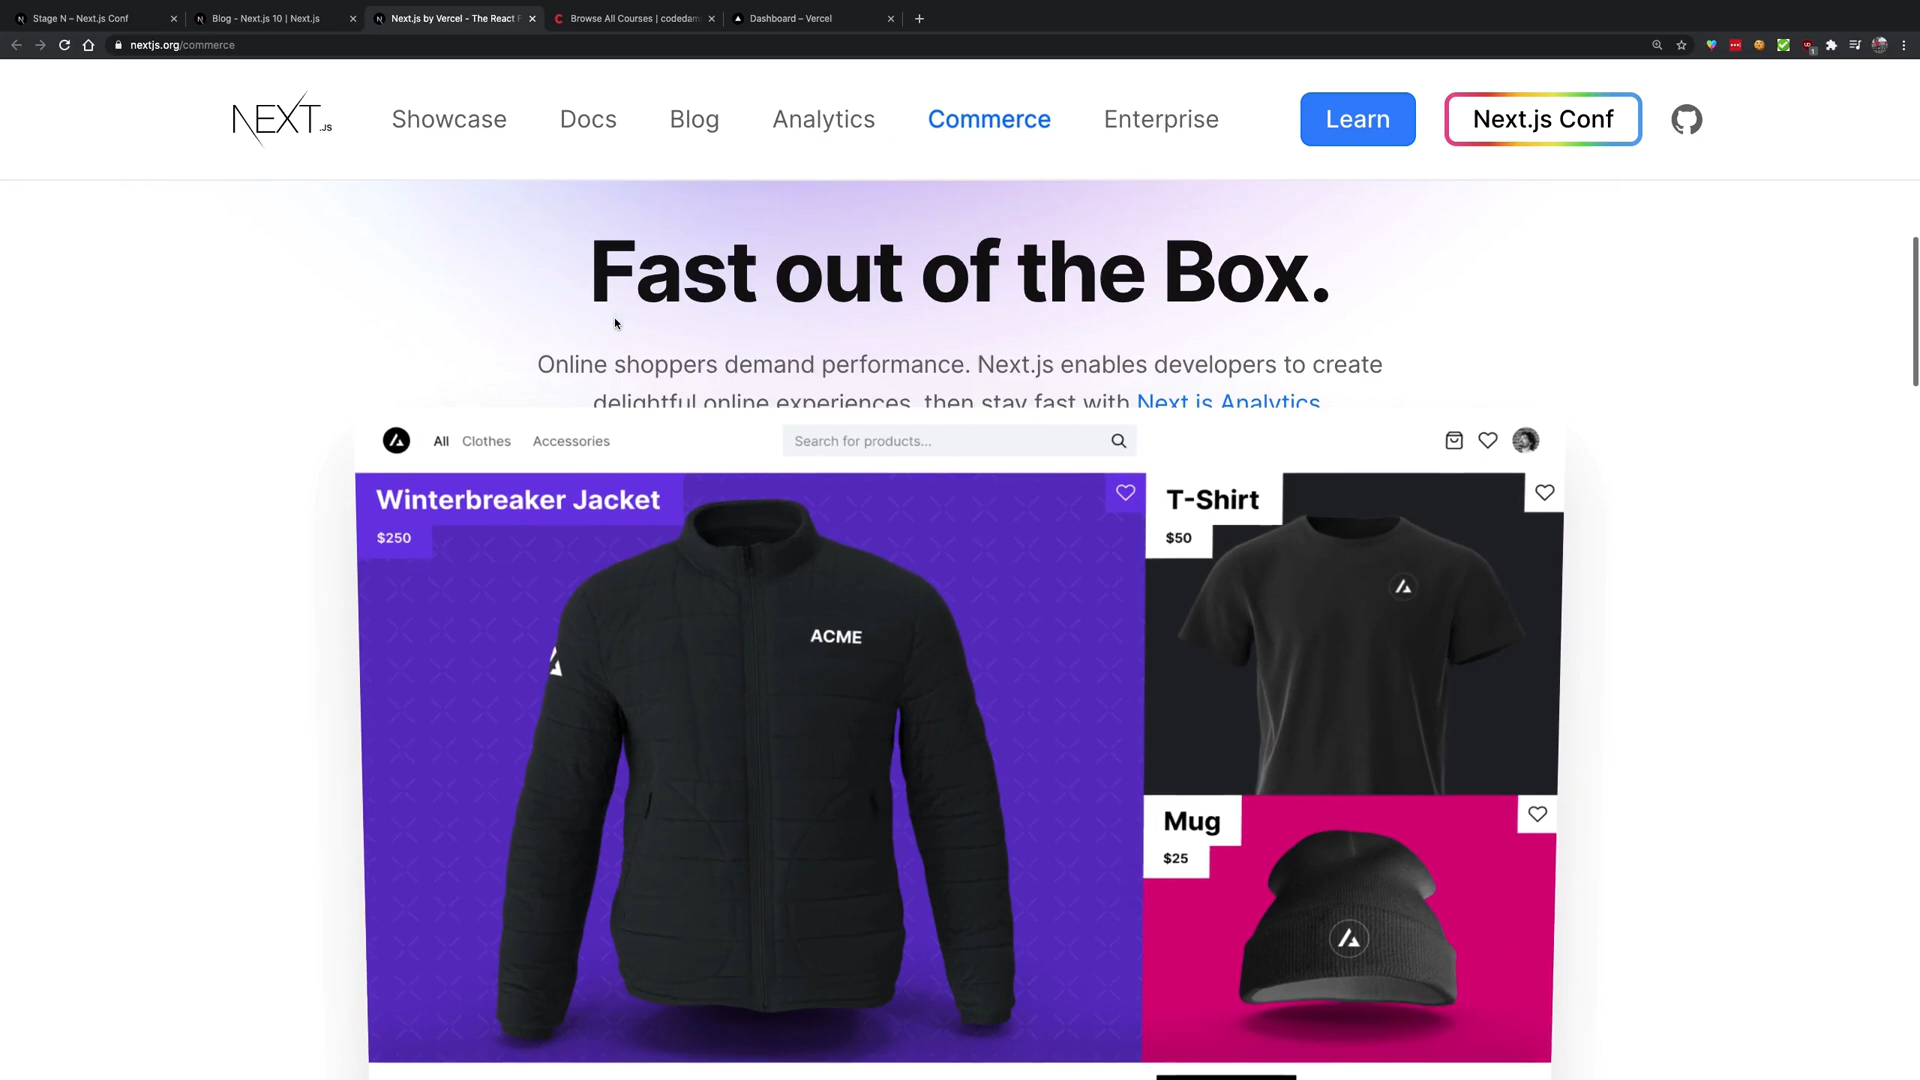 Stage N – Next.js Conf
Blog - Next.js 10 | Next.js
Next.js by Vercel - The React F
Browse All Courses | codedam
Dashboard – Vercel
nextjs.org/commerce
NEXT.JS
Showcase
Docs
Blog
Analytics
Commerce
Enterprise
Learn
Next.js Conf
Fast out of the Box.
Online shoppers demand performance. Next.js enables developers to create
delightful online experiences, then stay fast with Next.js Analytics.
All
Clothes
Accessories
Search for products...
Winterbreaker Jacket
$250
ACME
T-Shirt
$50
Mug
$25